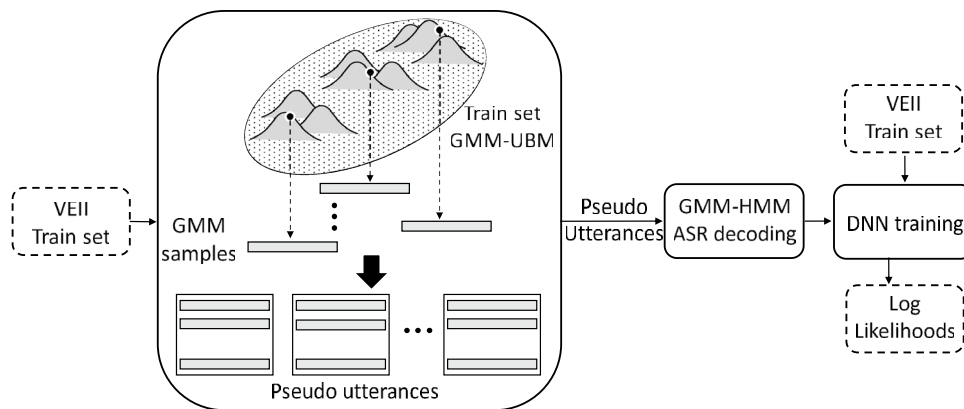 VEII
Train set
GMM
samples
Train set
GMM-UBM
Pseudo utterances
Pseudo
Utterances
GMM-HMM
ASR decoding
VEII
Train set
DNN training
Log
Likelihoods